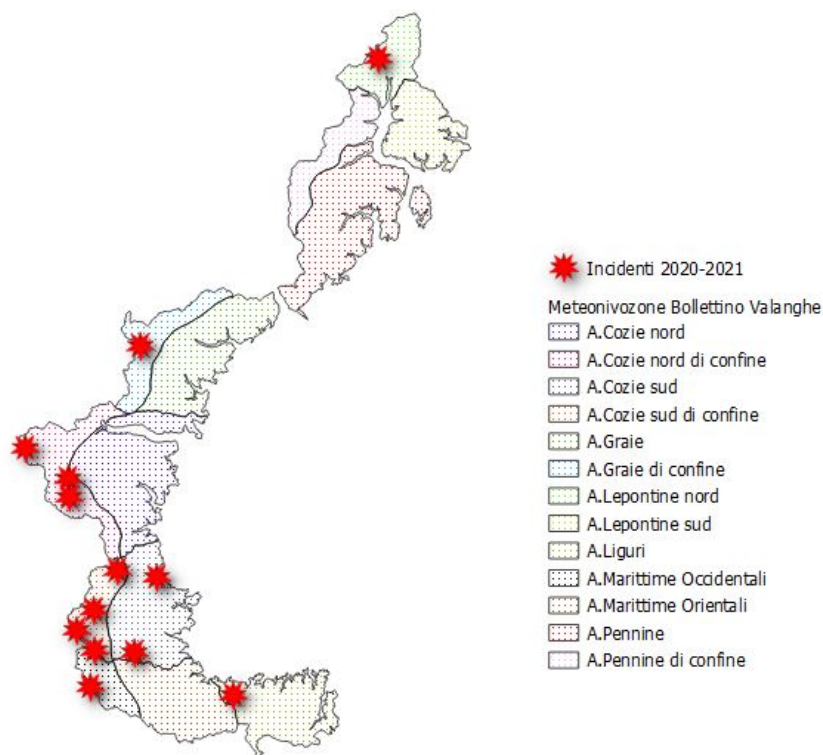 Incidenti 2020-2021
Meteonivozone Bollettino Valanghe
A.Cozie nord
A.Cozie nord di confine
A.Cozie sud
A.Cozie sud di confine
A.Graie
A.Graie di confine
A.Lepontine nord
A.Lepontine sud
A.Liguri
A.Marittime Occidentali
A.Marittime Orientali
A.Pennine
A.Pennine di confine